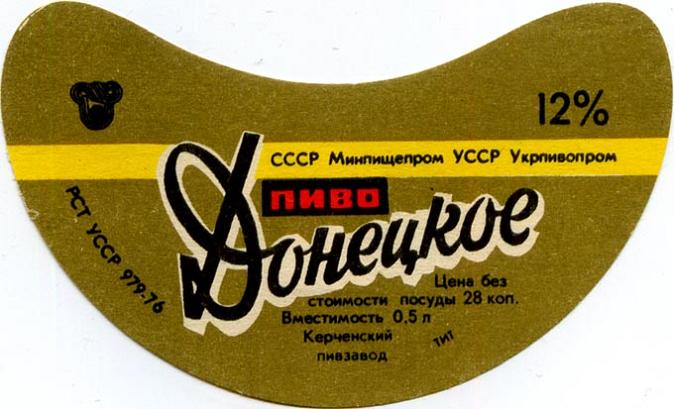 12%
СССР Минпищепром УССР Укрпивопром
ПИВО
Донецкое
РСТ УССР 979-76
Цена без
стоимости посуды 28 коп.
Вместимость 0,5 л
Керченский
пивзавод
ТИТ